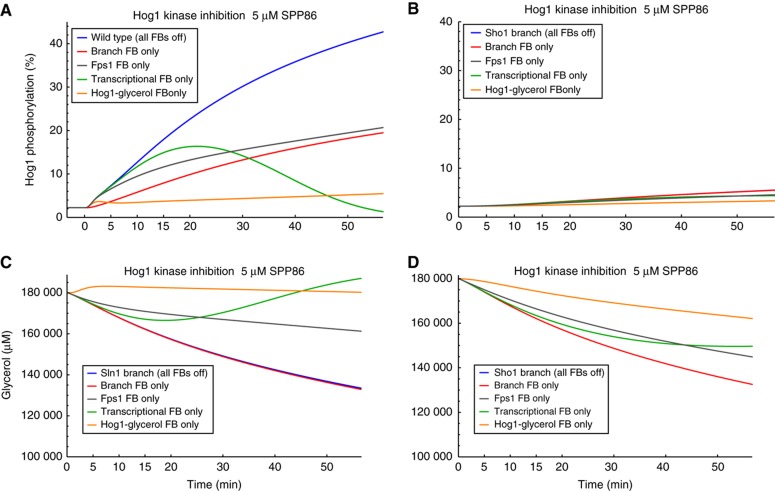 A
Hog1 kinase inhibition 5 µM SPP86
Hog1 phosphorylation (%)
40
30
20
10
0
Wild type (all FBs off)
Branch FB only
Fps1 FB only
Transcriptional FB only
Hog1-glycerol FBonly
0 10 20 30 40 50
B
Hog1 kinase inhibition 5 µM SPP86
40
30
20
10
0
Sho1 branch (all FBs off)
Branch FB only
Fps1 FB only
Transcriptional FB only
Hog1-glycerol FBonly
0 5 10 20 30 40 50
C
Hog1 kinase inhibition 5 µM SPP86
Glycerol (µM)
180 000
160 000
140 000
120 000
100 000
Sln1 branch (all FBs off)
Branch FB only
Fps1 FB only
Transcriptional FB only
Hog1-glycerol FB only
0 5 10 15 20 30 40 50
Time (min)
D
Hog1 kinase inhibition 5 µM SPP86
180 000
160 000
140 000
120 000
100 000
Sho1 branch (all FBs off)
Branch FB only
Fps1 FB only
Transcriptional FB only
Hog1-glycerol FB only
0 5 10 15 20 30 40 50
Time (min)